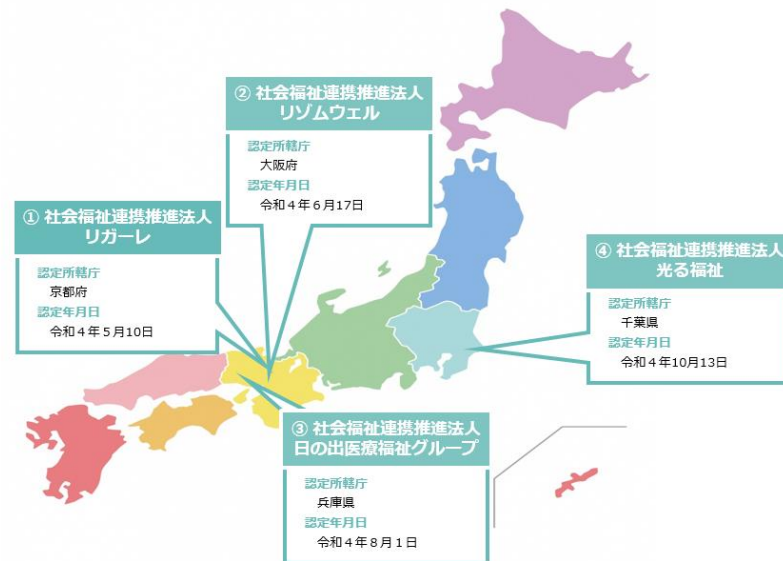 ① 社会福祉連携推進法人
リガーレ
認定所轄庁
京都府
認定年月日
令和４年５月10日
② 社会福祉連携推進法人
リゾムウェル
認定所轄庁
大阪府
認定年月日
令和４年６月17日
③ 社会福祉連携推進法人
日の出医療福祉グループ
認定所轄庁
兵庫県
認定年月日
令和４年８月１日
④ 社会福祉連携推進法人
光る福祉
認定所轄庁
千葉県
認定年月日
令和４年10月13日